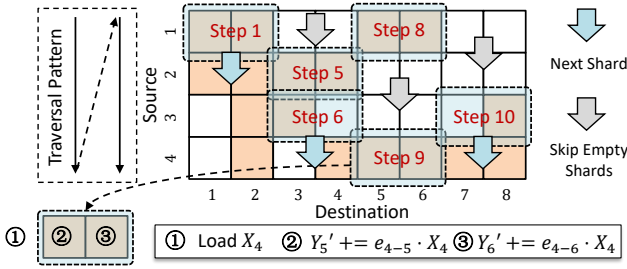 Traversal Pattern
Source
1
2
3
4
Step 1
Step 8
Step 5
Step 6
Step 10
Step 9
1 2 3 4 5 6 7 8
Destination
Next Shard
Skip Empty
Shards
① ② ③
① Load X₄ ② Y₅′ += e₄₋₅ · X₄ ③ Y₆′ += e₄₋₆ · X₄